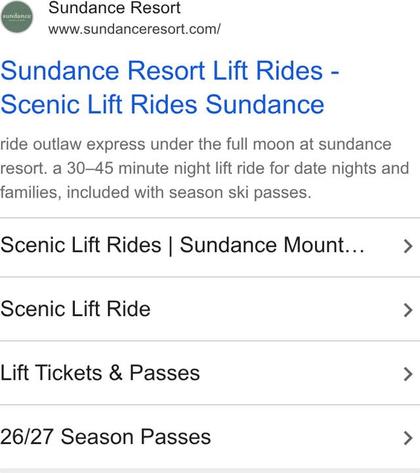 Sundance Resort
sundance
www.sundanceresort.com/
Sundance Resort Lift Rides -
Scenic Lift Rides Sundance
ride outlaw express under the full moon at sundance
resort. a 30–45 minute night lift ride for date nights and
families, included with season ski passes.
Scenic Lift Rides | Sundance Mount...
Scenic Lift Ride
Lift Tickets & Passes
26/27 Season Passes